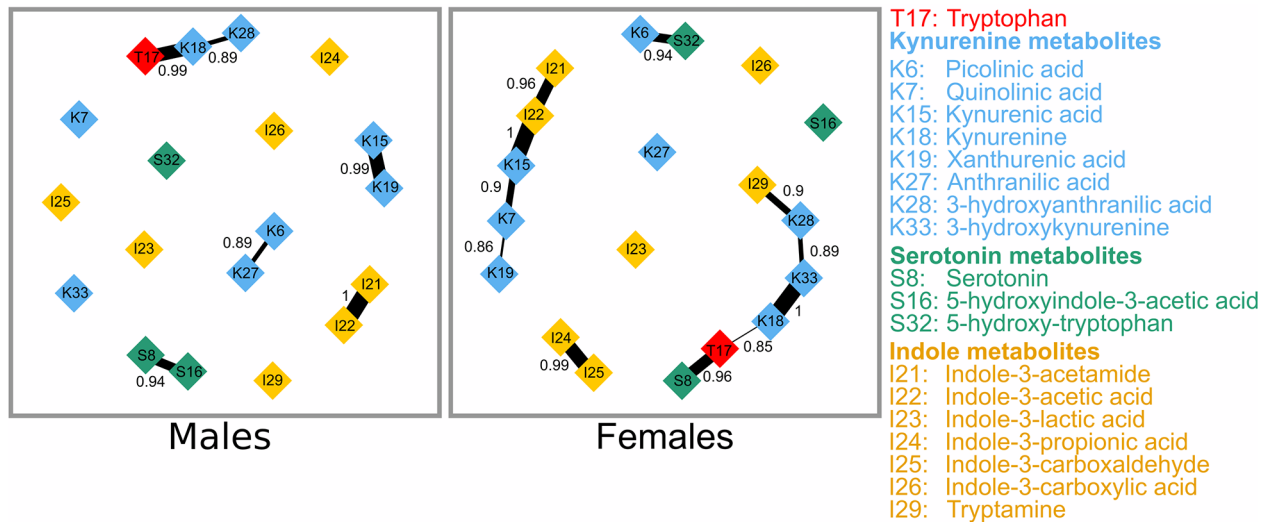 T17
K18
K28
0.99
0.89
I24
K7
I26
S32
K15
0.99
K19
I25
I23
K6
0.89
K27
K33
I21
1
I22
S8
S16
0.94
I29
Males
K6
S32
0.94
I21
0.96
I22
1
K15
0.9
K7
0.86
K19
I26
S16
K27
I29
0.9
K28
0.89
I23
K33
1
K18
0.85
T17
0.96
S8
I24
0.99
I25
Females
T17: Tryptophan
Kynurenine metabolites
K6: Picolinic acid
K7: Quinolinic acid
K15: Kynurenic acid
K18: Kynurenine
K19: Xanthurenic acid
K27: Anthranilic acid
K28: 3-hydroxyanthranilic acid
K33: 3-hydroxykynurenine
Serotonin metabolites
S8: Serotonin
S16: 5-hydroxyindole-3-acetic acid
S32: 5-hydroxy-tryptophan
Indole metabolites
I21: Indole-3-acetamide
I22: Indole-3-acetic acid
I23: Indole-3-lactic acid
I24: Indole-3-propionic acid
I25: Indole-3-carboxaldehyde
I26: Indole-3-carboxylic acid
I29: Tryptamine